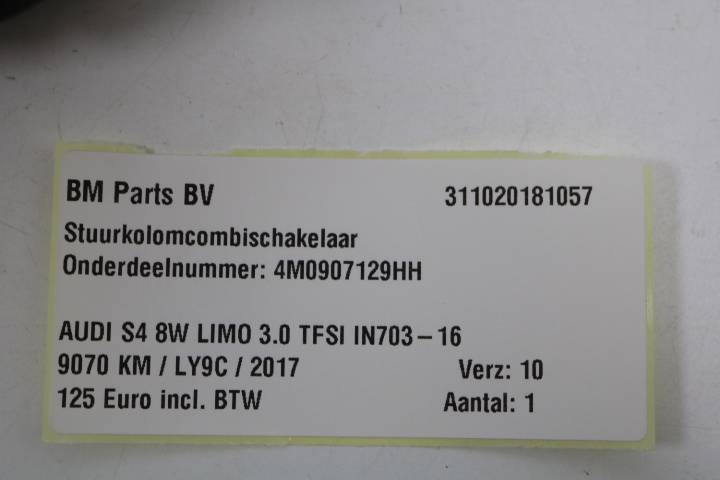 BM Parts BV 311020181057
Stuurkolomcombischakelaar
Onderdeelnummer: 4M0907129HH
AUDI S4 8W LIMO 3.0 TFSI IN703-16
9070 KM / LY9C / 2017 Verz: 10
125 Euro incl. BTW Aantal: 1